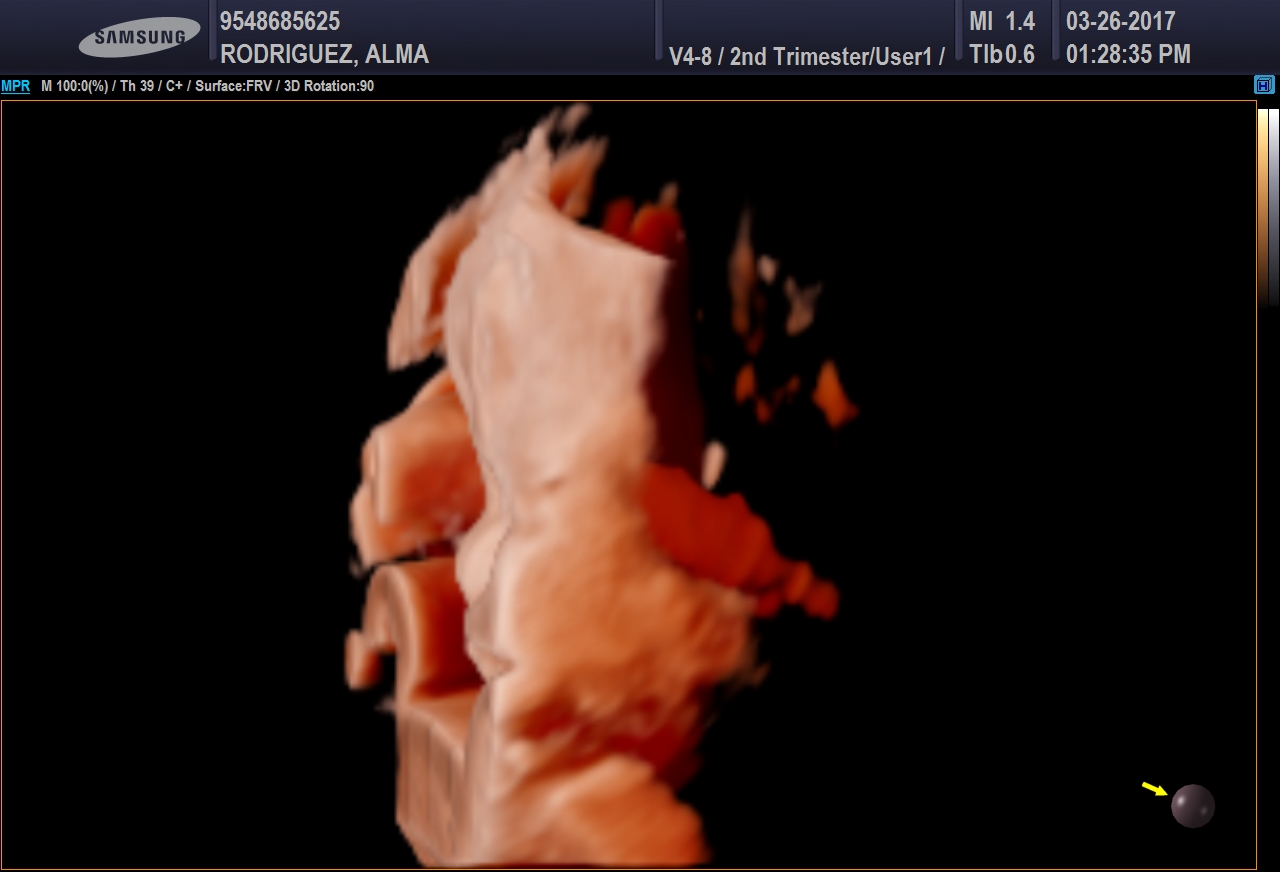 SAMSUNG
9548685625
RODRIGUEZ, ALMA
V4-8 / 2nd Trimester/User1 /
MI 1.4
TIb 0.6
03-26-2017
01:28:35 PM
MPR M 100:0(%) / Th 39 / C+ / Surface:FRV / 3D Rotation:90
H